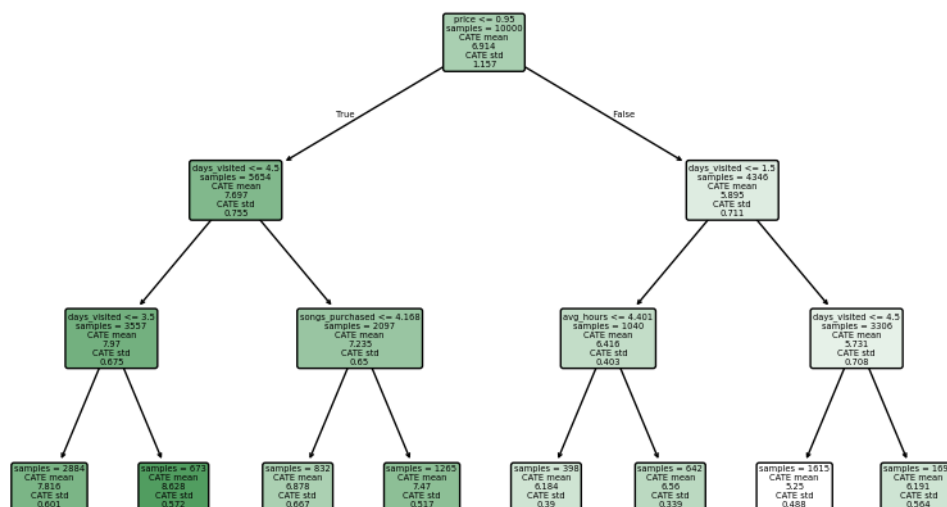 price <= 0.95
samples = 10000
CATE mean
6.914
CATE std
1.157
True
False
days_visited <= 4.5
samples = 5654
CATE mean
7.697
CATE std
0.755
days_visited <= 1.5
samples = 4346
CATE mean
5.895
CATE std
0.711
days_visited <= 3.5
samples = 3557
CATE mean
7.97
CATE std
0.675
songs_purchased <= 4.168
samples = 2097
CATE mean
7.235
CATE std
0.65
avg_hours <= 4.401
samples = 1040
CATE mean
6.416
CATE std
0.403
days_visited <= 4.5
samples = 3306
CATE mean
5.731
CATE std
0.708
samples = 2884
CATE mean
7.816
CATE std
0.601
samples = 673
CATE mean
8.628
CATE std
0.572
samples = 832
CATE mean
6.878
CATE std
0.667
samples = 1265
CATE mean
7.47
CATE std
0.517
samples = 398
CATE mean
6.184
CATE std
0.39
samples = 642
CATE mean
6.56
CATE std
0.339
samples = 1615
CATE mean
5.25
CATE std
0.488
samples = 169
CATE mean
6.191
CATE std
0.564